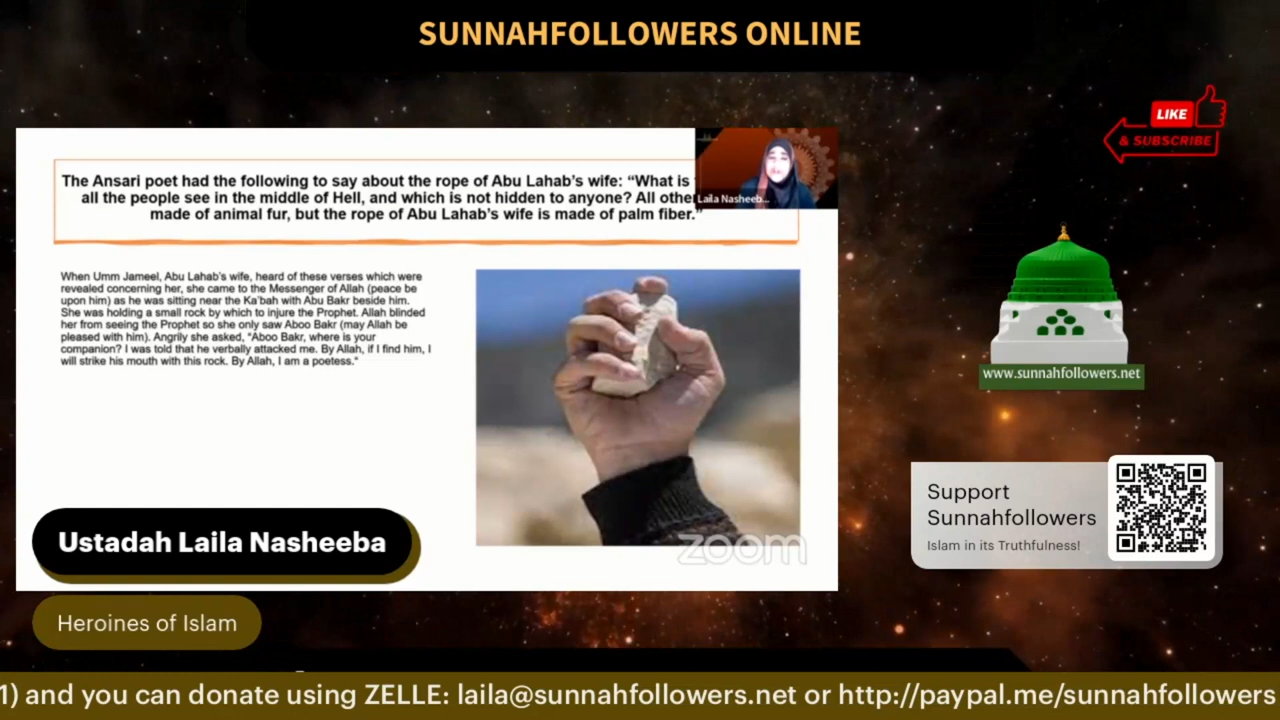 SUNNAHFOLLOWERS ONLINE
LIKE
& SUBSCRIBE
The Ansari poet had the following to say about the rope of Abu Lahab's wife: “What is
all the people see in the middle of Hell, and which is not hidden to anyone? All other
made of animal fur, but the rope of Abu Lahab's wife is made of palm fiber.”
Laila Nasheeb...
When Umm Jameel, Abu Lahab's wife, heard of these verses which were
revealed concerning her, she came to the Messenger of Allah (peace be
upon him) as he was sitting near the Ka'bah with Abu Bakr beside him.
She was holding a small rock by which to injure the Prophet. Allah blinded
her from seeing the Prophet so she only saw Aboo Bakr (may Allah be
pleased with him). Angrily she asked, "Aboo Bakr, where is your
companion? I was told that he verbally attacked me. By Allah, if I find him, I
will strike his mouth with this rock. By Allah, I am a poetess."
zoom
www.sunnahfollowers.net
Support
Sunnahfollowers
Islam in its Truthfulness!
Ustadah Laila Nasheeba
Heroines of Islam
1) and you can donate using ZELLE: laila@sunnahfollowers.net or http://paypal.me/sunnahfollowers